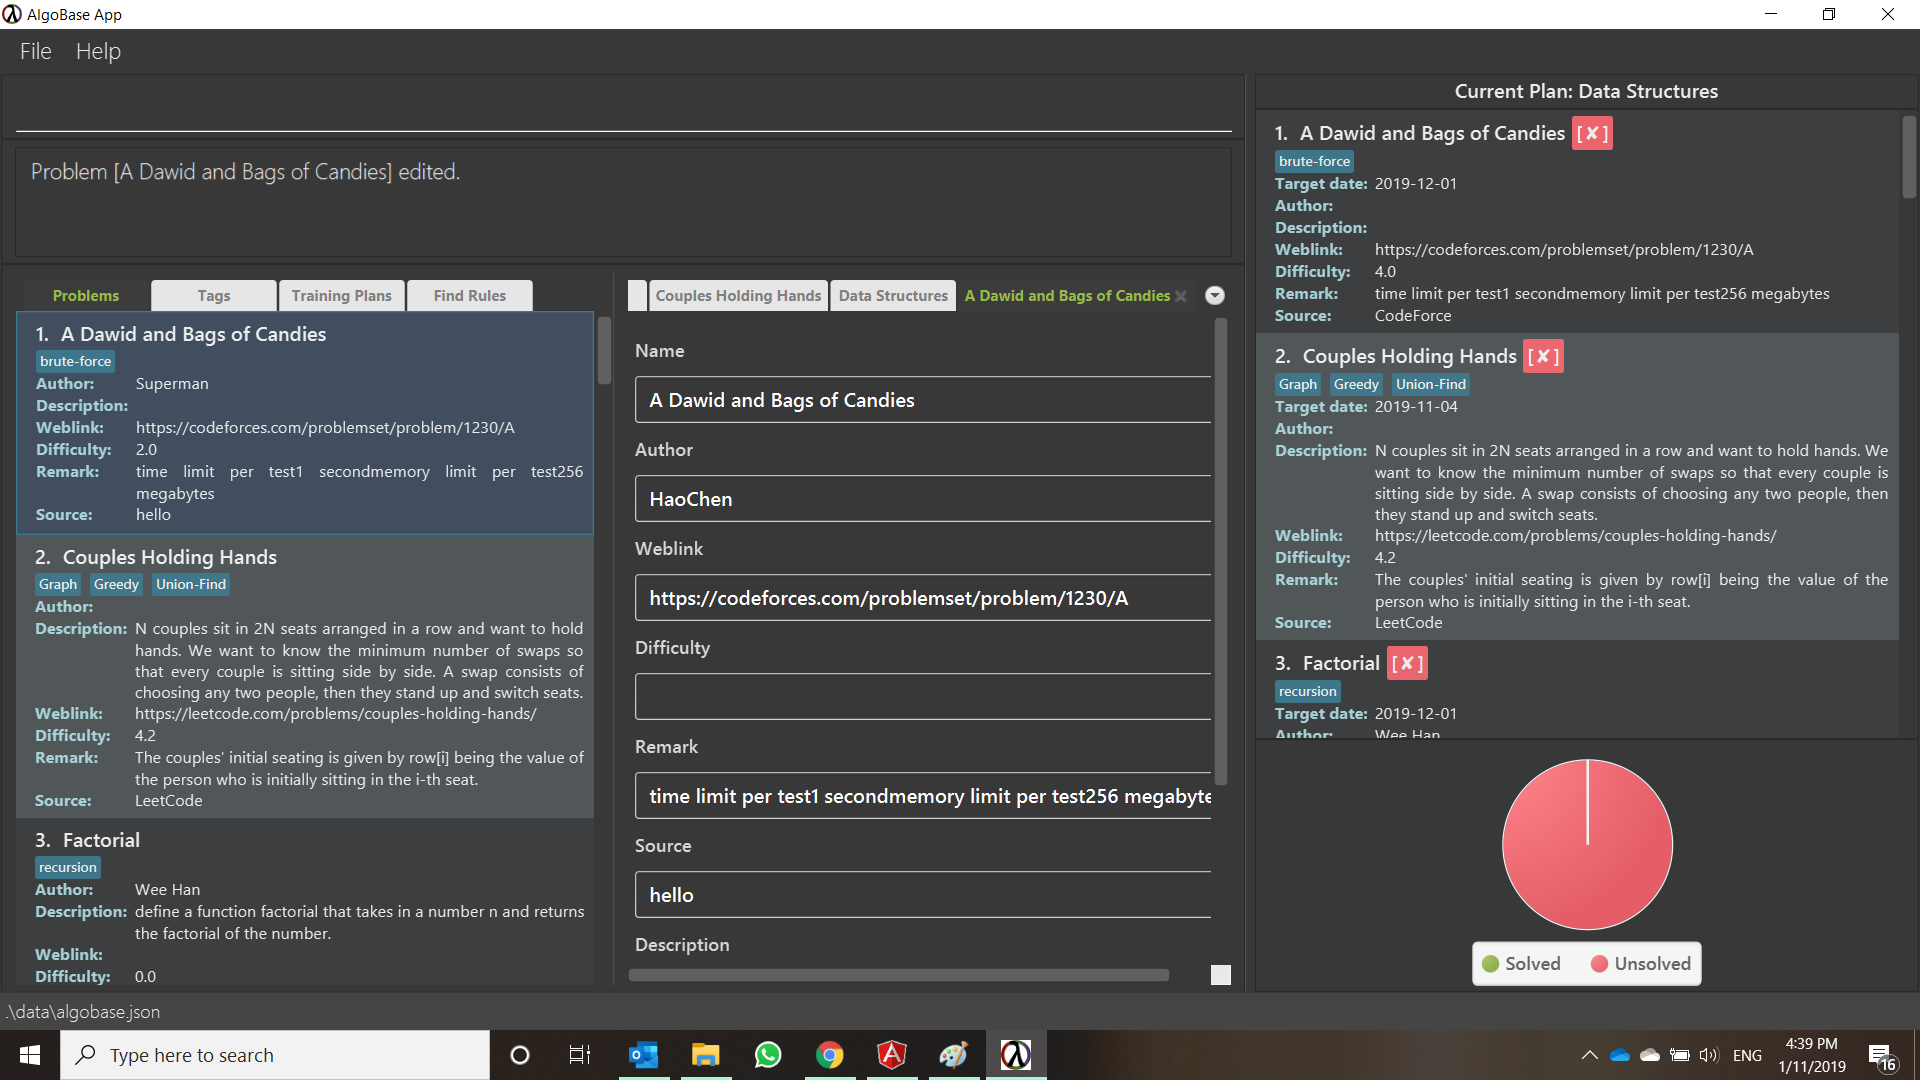 AlgoBase App
File Help
Problem [A Dawid and Bags of Candies] edited.
Problems Tags Training Plans Find Rules
1. A Dawid and Bags of Candies
brute-force
Author: Superman
Description:
Weblink: https://codeforces.com/problemset/problem/1230/A
Difficulty: 2.0
Remark: time limit per test1 secondmemory limit per test256
megabytes
Source: hello
2. Couples Holding Hands
Graph Greedy Union-Find
Author:
Description: N couples sit in 2N seats arranged in a row and want to hold
hands. We want to know the minimum number of swaps so
that every couple is sitting side by side. A swap consists of
choosing any two people, then they stand up and switch seats.
Weblink: https://leetcode.com/problems/couples-holding-hands/
Difficulty: 4.2
Remark: The couples' initial seating is given by row[i] being the value of
the person who is initially sitting in the i-th seat.
Source: LeetCode
3. Factorial
recursion
Author: Wee Han
Description: define a function factorial that takes in a number n and returns
the factorial of the number.
Weblink:
Difficulty: 0.0
Couples Holding Hands Data Structures A Dawid and Bags of Candies
Name
A Dawid and Bags of Candies
Author
HaoChen
Weblink
https://codeforces.com/problemset/problem/1230/A
Difficulty
Remark
time limit per test1 secondmemory limit per test256 megabyte
Source
hello
Description
Current Plan: Data Structures
1. A Dawid and Bags of Candies [✘]
brute-force
Target date: 2019-12-01
Author:
Description:
Weblink: https://codeforces.com/problemset/problem/1230/A
Difficulty: 4.0
Remark: time limit per test1 secondmemory limit per test256 megabytes
Source: CodeForce
2. Couples Holding Hands [✘]
Graph Greedy Union-Find
Target date: 2019-11-04
Author:
Description: N couples sit in 2N seats arranged in a row and want to hold hands. We
want to know the minimum number of swaps so that every couple is
sitting side by side. A swap consists of choosing any two people, then
they stand up and switch seats.
Weblink: https://leetcode.com/problems/couples-holding-hands/
Difficulty: 4.2
Remark: The couples' initial seating is given by row[i] being the value of the
person who is initially sitting in the i-th seat.
Source: LeetCode
3. Factorial [✘]
recursion
Target date: 2019-12-01
Author: Wee Han
Solved Unsolved
.\data\algobase.json
Type here to search
ENG
4:39 PM
1/11/2019
16